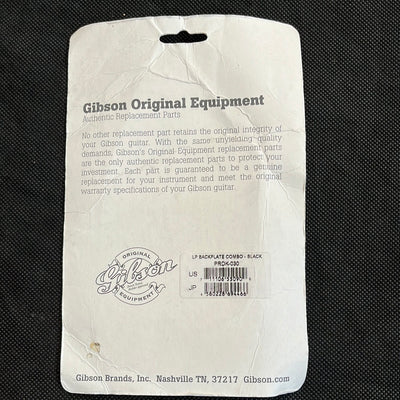 Gibson Original Equipment
Authentic Replacement Parts
No other replacement part retains the original integrity of
your Gibson guitar. With the same unyielding quality
demands, Gibson's Original Equipment replacement parts
are the only authentic replacement parts to protect your
investment. Each part is guaranteed to be a genuine
replacement for your instrument and meet the original
warranty specifications of your Gibson guitar.
ORIGINAL
Gibson
EQUIPMENT
LP BACKPLATE COMBO - BLACK
PRDK-030
US
JP
Gibson Brands, Inc. Nashville TN, 37217 Gibson.com